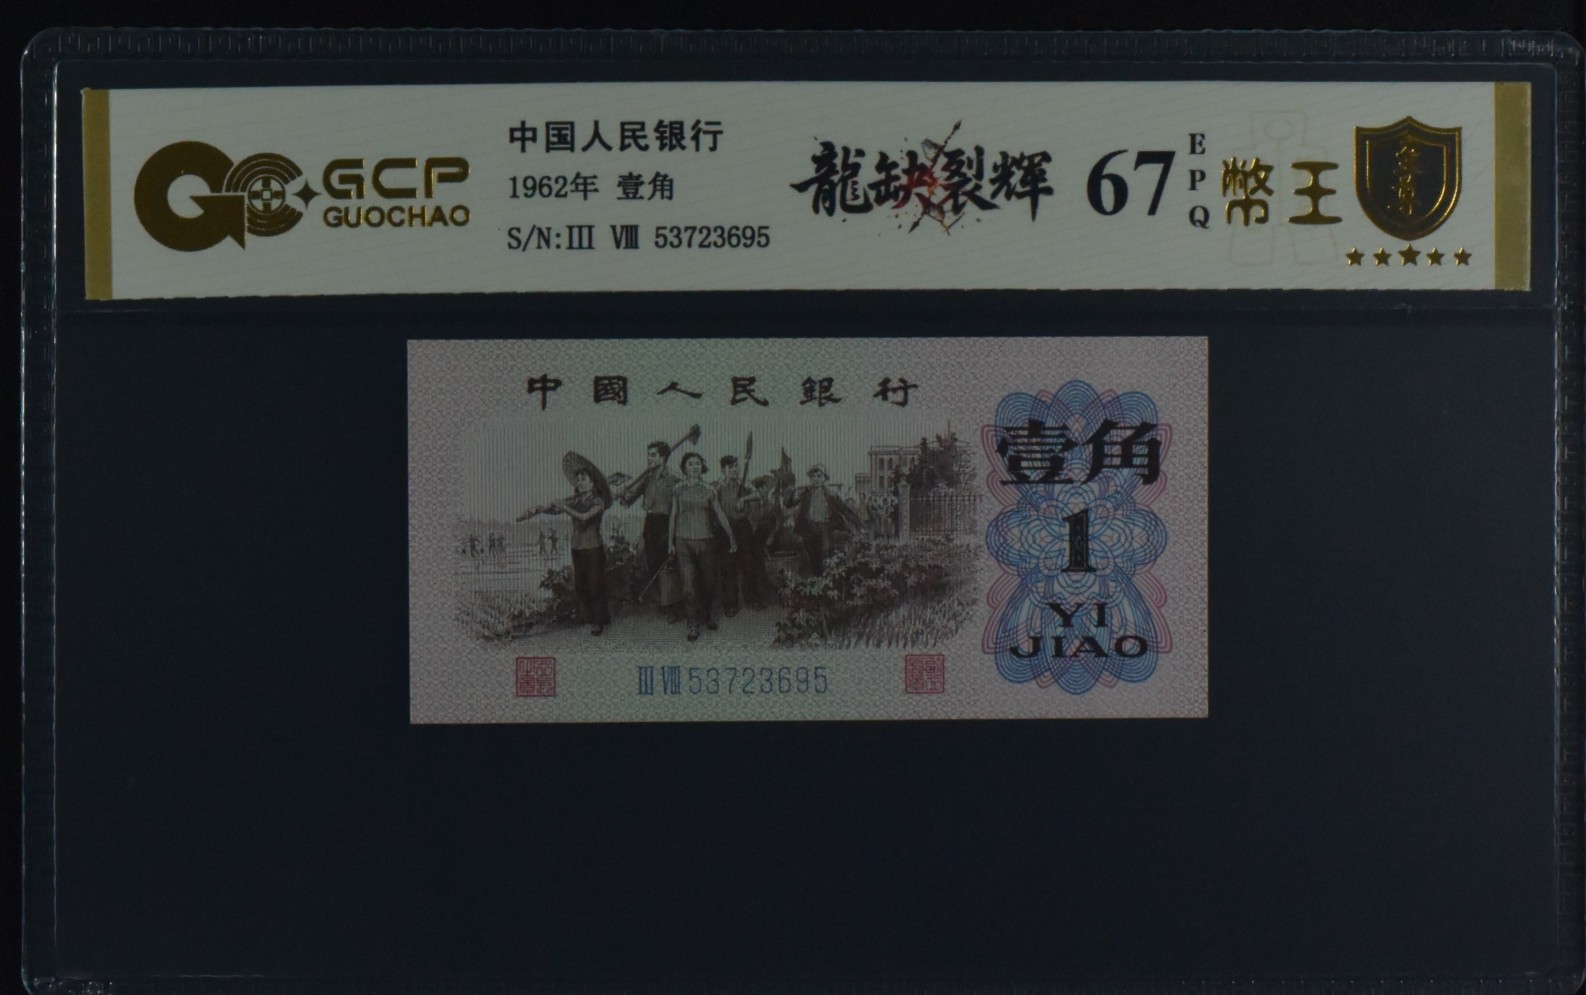 GCP
GUOCHAO
中国人民银行
1962年 壹角
S/N:III VIII 53723695
龍缺裂輝
67
EPQ
幣王
中國人民銀行
壹角
1
YI
JIAO
III VIII 53723695